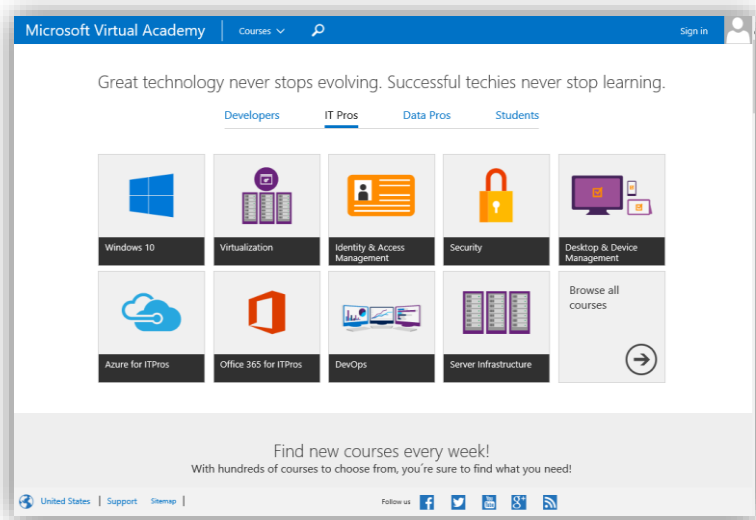 Microsoft Virtual Academy Courses Sign in
Great technology never stops evolving. Successful techies never stop learning.
Developers IT Pros Data Pros Students
Windows 10
Virtualization
Identity & Access
Management
Security
Desktop & Device
Management
Azure for ITPros
Office 365 for ITPros
DevOps
Server Infrastructure
Browse all
courses
Find new courses every week!
With hundreds of courses to choose from, you´re sure to find what you need!
United States | Support Sitemap | Follow us